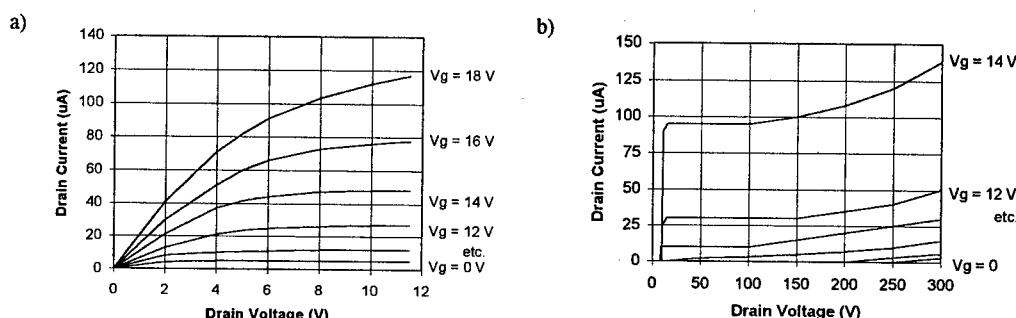 a)
Drain Current (uA)
140
120
100
80
60
40
20
0
0 2 4 6 8 10 12
Drain Voltage (V)
Vg = 18 V
Vg = 16 V
Vg = 14 V
Vg = 12 V
etc.
Vg = 0 V
b)
Drain Current (uA)
150
125
100
75
50
25
0
0 50 100 150 200 250 300
Drain Voltage (V)
Vg = 14 V
Vg = 12 V
etc.
Vg = 0